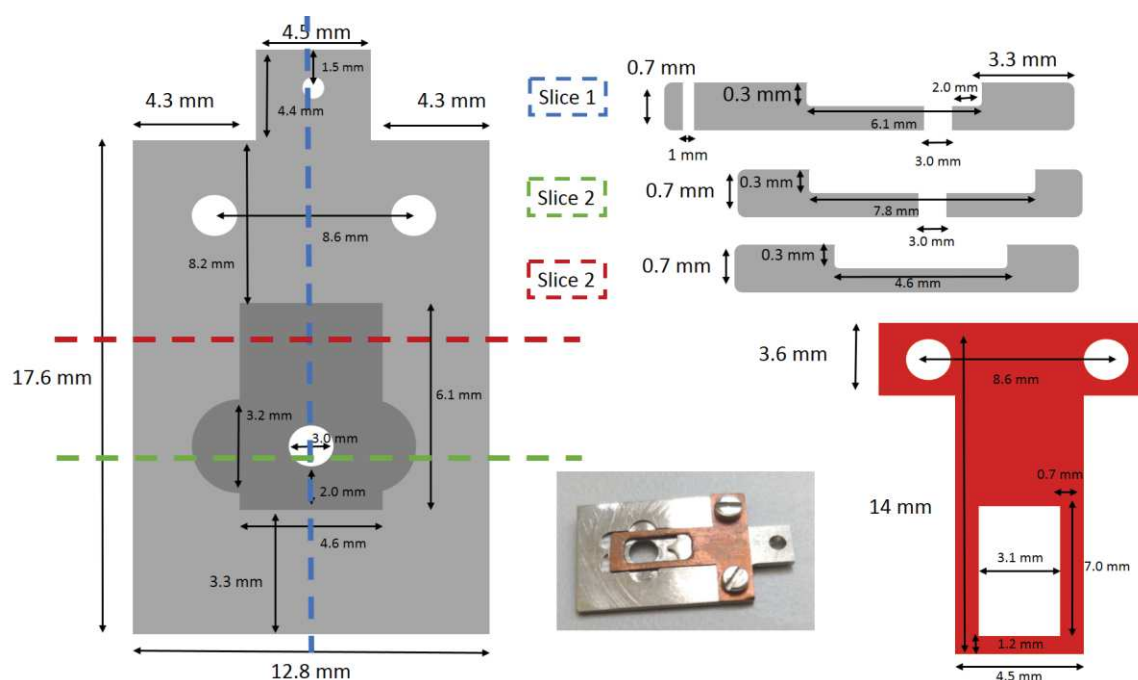 4.5 mm
1.5 mm
4.3 mm
4.4 mm
4.3 mm
8.6 mm
8.2 mm
17.6 mm
3.2 mm
6.1 mm
3.0 mm
2.0 mm
4.6 mm
3.3 mm
12.8 mm
Slice 1
0.7 mm
0.3 mm
3.3 mm
2.0 mm
6.1 mm
1 mm
3.0 mm
Slice 2
0.7 mm
0.3 mm
7.8 mm
3.0 mm
Slice 2
0.7 mm
0.3 mm
4.6 mm
3.6 mm
8.6 mm
0.7 mm
14 mm
3.1 mm
7.0 mm
1.2 mm
4.5 mm